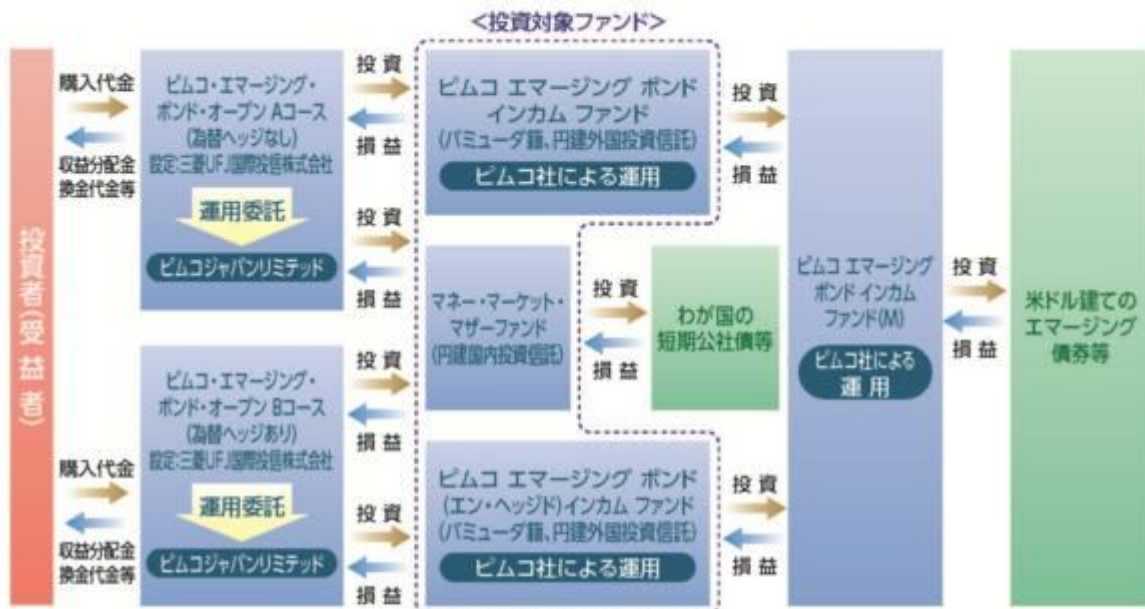 <投資対象ファンド>
投資者(受益者)
購入代金
収益分配金
換金代金等
ピムコ・エマージング・
ボンド・オープン Aコース
(為替ヘッジなし)
設定:三菱UFJ国際投信株式会社
運用委託
ピムコジャパンリミテッド
投資
損益
投資
損益
ピムコ エマージング ボンド
インカム ファンド
(バミューダ籍、円建外国投資信託)
ピムコ社による運用
投資
損益
マネー・マーケット・
マザーファンド
(円建国内投資信託)
投資
損益
わが国の
短期公社債等
ピムコ エマージング
ボンド インカム
ファンド(M)
ピムコ社による
運用
投資
損益
米ドル建ての
エマージング
債券等
購入代金
収益分配金
換金代金等
ピムコ・エマージング・
ボンド・オープン Bコース
(為替ヘッジあり)
設定:三菱UFJ国際投信株式会社
運用委託
ピムコジャパンリミテッド
投資
損益
投資
損益
ピムコ エマージング ボンド
(エン・ヘッジド)インカム ファンド
(バミューダ籍、円建外国投資信託)
ピムコ社による運用
投資
損益